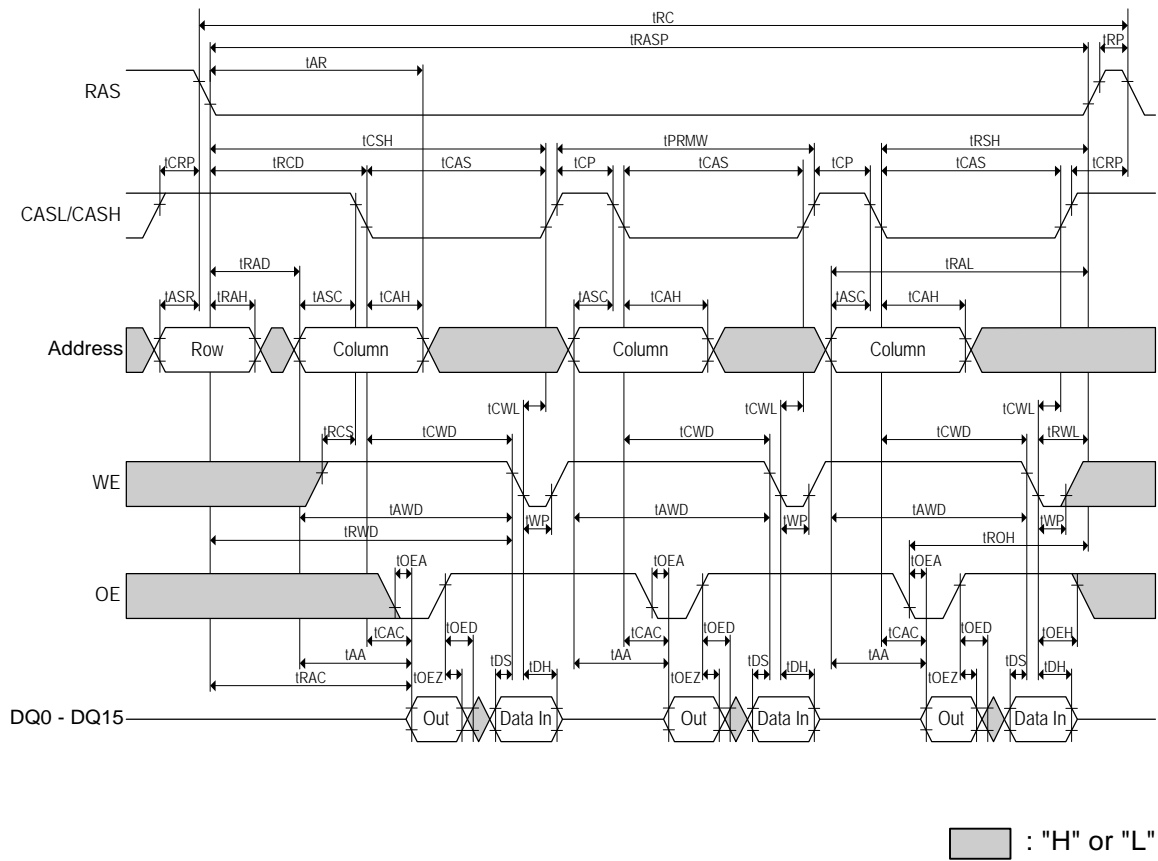 tRC
tRASP tRP
tAR
RAS
tCSH tPRMW tRSH
tCRP tRCD tCAS tCP tCAS tCP tCAS tCRP
CASL/CASH
tRAD tRAL
tASR tRAH tASC tCAH tASC tCAH tASC tCAH
Address Row Column Column Column
tCWL tCWL tCWL
tRCS tCWD tCWD tCWD tRWL
WE
tAWD tWP tAWD tWP tAWD tWP
tRWD tROH
tOEA tOEA tOEA
OE
tCAC tOED tCAC tOED tCAC tOED tOEH
tAA tDS tDH tAA tDS tDH tAA tDS tDH
tRAC tOEZ tOEZ tOEZ
DQ0 - DQ15 Out Data In Out Data In Out Data In
: "H" or "L"